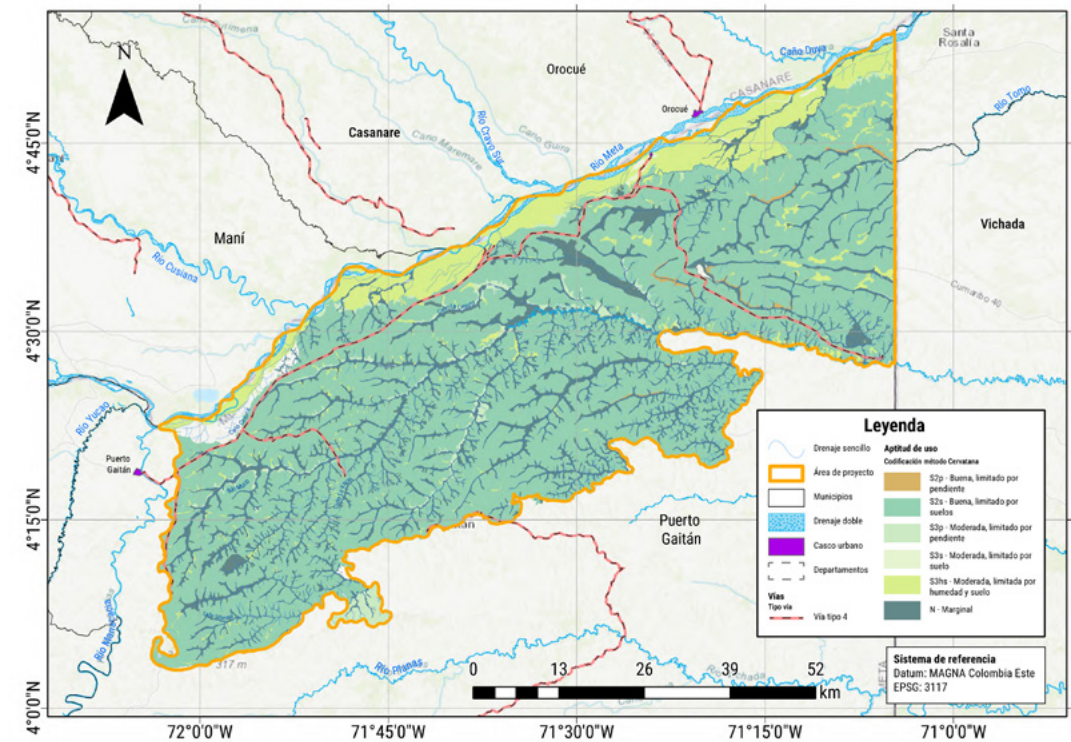 N
Caño Duya
Santa
Rosalía
Orocué
CASANARE
Orocué
Río Tomo
Casanare
Río Cravo Sur
Caño Guira
Caño Maremare
Río Meta
4°45'0"N
Maní
Vichada
Río Cusiana
Cumaribo 40
4°30'0"N
Río Yucao
Puerto
Gaitán
4°15'0"N
Puerto
Gaitán
Río Manacacías
317 m
Río Planas
META
4°0'0"N
Leyenda
Drenaje sencillo
Área de proyecto
Municipios
Drenaje doble
Casco urbano
Departamentos
Vías
Tipo vía
Vía tipo 4
Aptitud de uso
Codificación método Cervatana
S2p - Buena, limitado por
pendiente
S2s - Buena, limitado por
suelos
S3p - Moderada, limitado por
pendiente
S3s - Moderada, limitado por
suelo
S3hs - Moderada, limitada por
humedad y suelo
N - Marginal
Sistema de referencia
Datum: MAGNA Colombia Este
EPSG: 3117
0 13 26 39 52
km
72°0'0"W 71°45'0"W 71°30'0"W 71°15'0"W 71°0'0"W